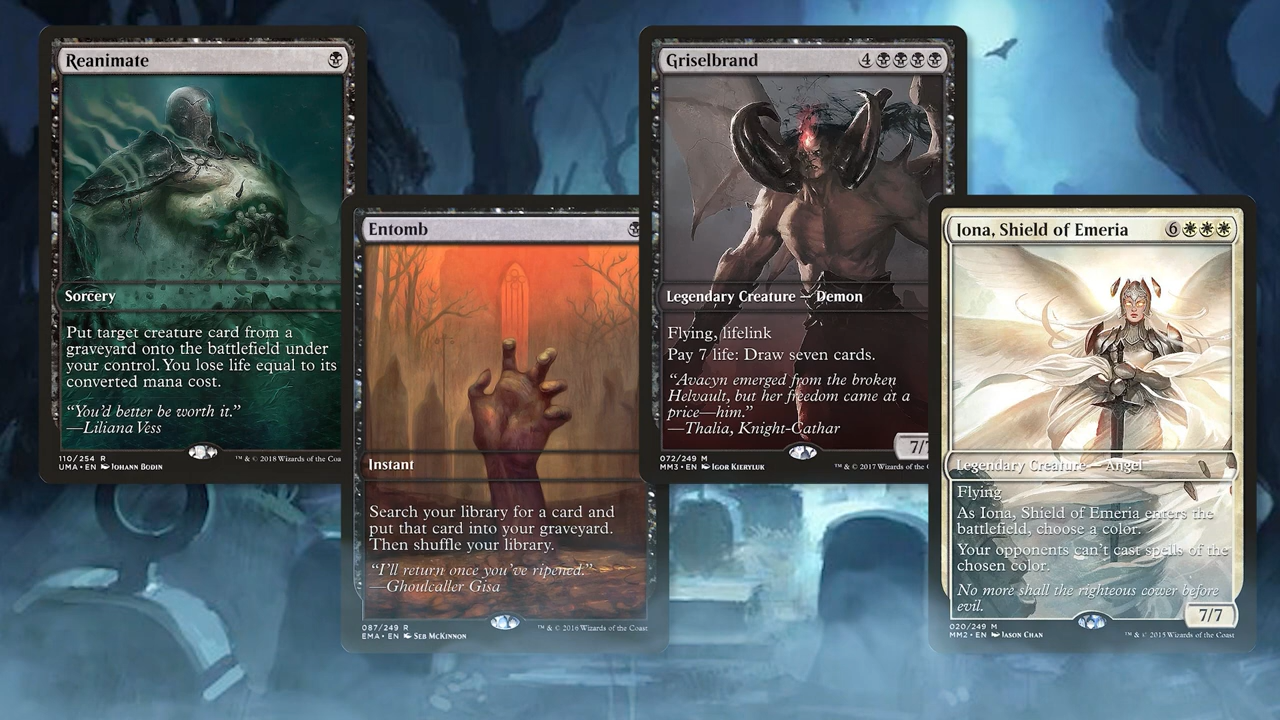 Reanimate
Sorcery
Put target creature card from a
graveyard onto the battlefield under
your control. You lose life equal to its
converted mana cost.
“You’d better be worth it.”
—Liliana Vess
110/254 R
UMA • EN Johann Bodin
™ & © 2018 Wizards of the Coa
Entomb
Instant
Search your library for a card and
put that card into your graveyard.
Then shuffle your library.
“I’ll return once you’ve ripened.”
—Ghoulcaller Gisa
087/249 R
EMA • EN Seb McKinnon
™ & © 2016 Wizards of the Coast
Griselbrand
4
Legendary Creature — Demon
Flying, lifelink
Pay 7 life: Draw seven cards.
“Avacyn emerged from the broken
Helvault, but her freedom came at a
price—him.”
—Thalia, Knight-Cathar
7/7
072/249 M
MM3 • EN Igor Kieryluk
™ & © 2017 Wizards of the C
Iona, Shield of Emeria
6
Legendary Creature — Angel
Flying
As Iona, Shield of Emeria enters the
battlefield, choose a color.
Your opponents can’t cast spells of the
chosen color.
No more shall the righteous cower before
evil.
7/7
020/249 M
MM2 • EN Jason Chan
™ & © 2015 Wizards of the Coast